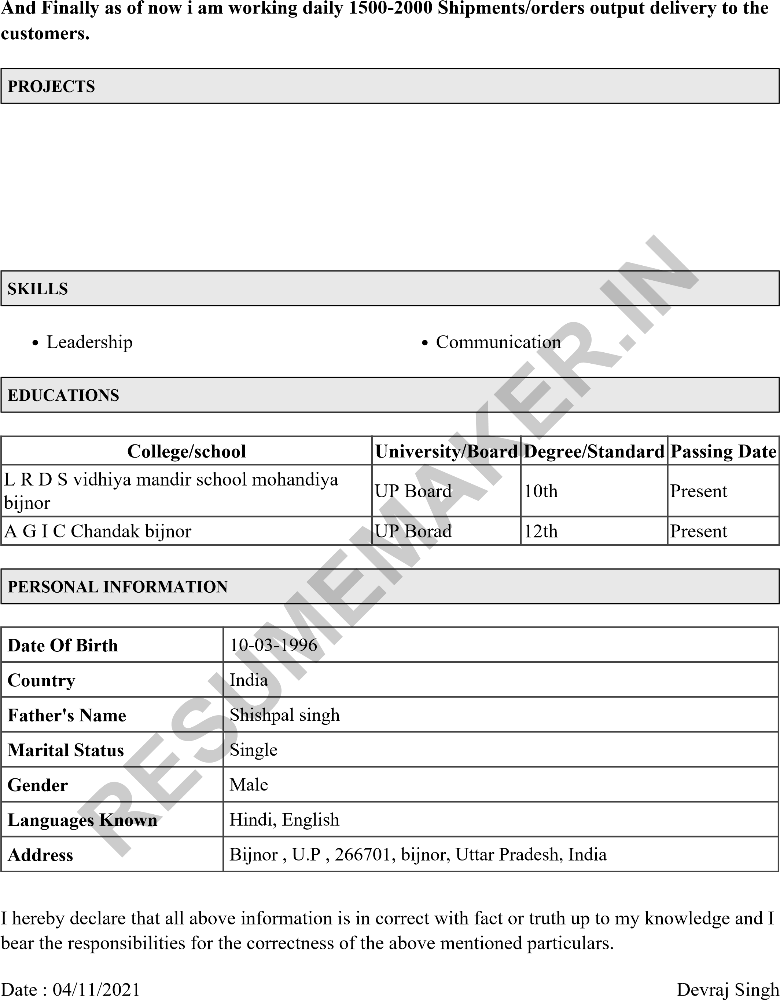 And Finally as of now i am working daily 1500-2000 Shipments/orders output delivery to the
customers.
PROJECTS
SKILLS
• Leadership • Communication
EDUCATIONS
College/school University/Board Degree/Standard Passing Date
L R D S vidhiya mandir school mohandiya
bijnor UP Board 10th Present
A G I C Chandak bijnor UP Borad 12th Present
PERSONAL INFORMATION
Date Of Birth 10-03-1996
Country India
Father's Name Shishpal singh
Marital Status Single
Gender Male
Languages Known Hindi, English
Address Bijnor , U.P , 266701, bijnor, Uttar Pradesh, India
I hereby declare that all above information is in correct with fact or truth up to my knowledge and I
bear the responsibilities for the correctness of the above mentioned particulars.
Date : 04/11/2021 Devraj Singh
RESUMEMAKER.IN